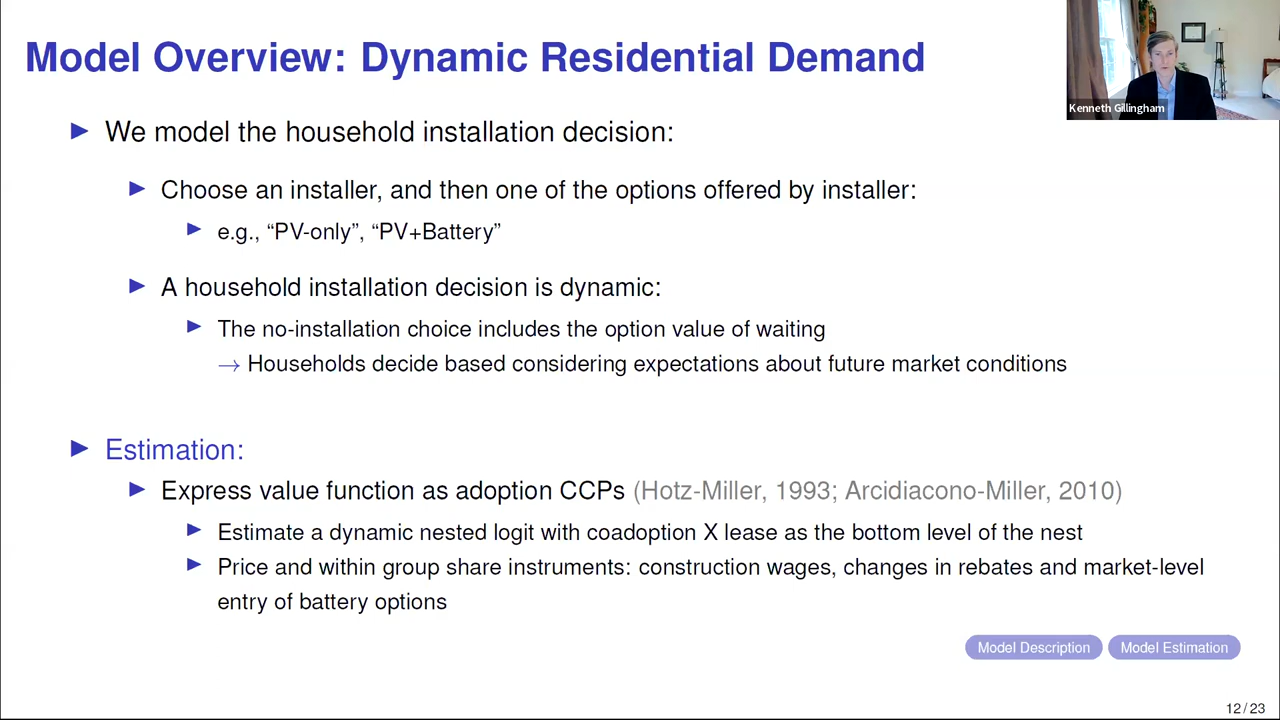 Model Overview: Dynamic Residential Demand
Kenneth Gillingham
We model the household installation decision:
Choose an installer, and then one of the options offered by installer:
e.g., “PV-only”, “PV+Battery”
A household installation decision is dynamic:
The no-installation choice includes the option value of waiting
→ Households decide based considering expectations about future market conditions
Estimation:
Express value function as adoption CCPs (Hotz-Miller, 1993; Arcidiacono-Miller, 2010)
Estimate a dynamic nested logit with coadoption X lease as the bottom level of the nest
Price and within group share instruments: construction wages, changes in rebates and market-level
entry of battery options
Model Description Model Estimation
12 / 23